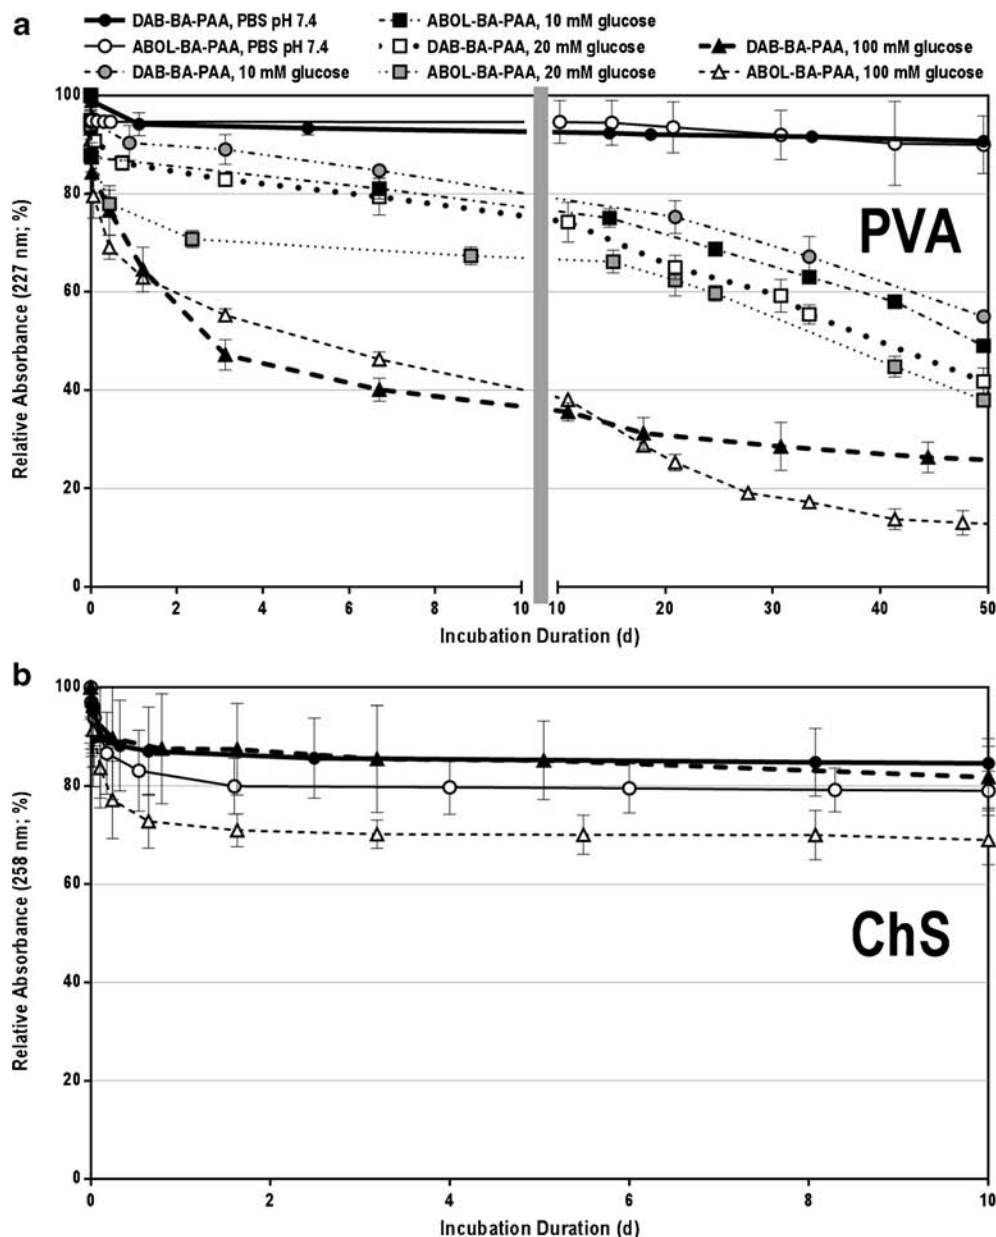 a
DAB-BA-PAA, PBS pH 7.4
ABOL-BA-PAA, 10 mM glucose
ABOL-BA-PAA, PBS pH 7.4
DAB-BA-PAA, 20 mM glucose
DAB-BA-PAA, 100 mM glucose
DAB-BA-PAA, 10 mM glucose
ABOL-BA-PAA, 20 mM glucose
ABOL-BA-PAA, 100 mM glucose
Relative Absorbance (227 nm; %)
100
80
60
40
20
0
PVA
0 2 4 6 8 10 10 20 30 40 50
Incubation Duration (d)
b
Relative Absorbance (258 nm; %)
100
80
60
40
20
0
ChS
0 2 4 6 8 10
Incubation Duration (d)